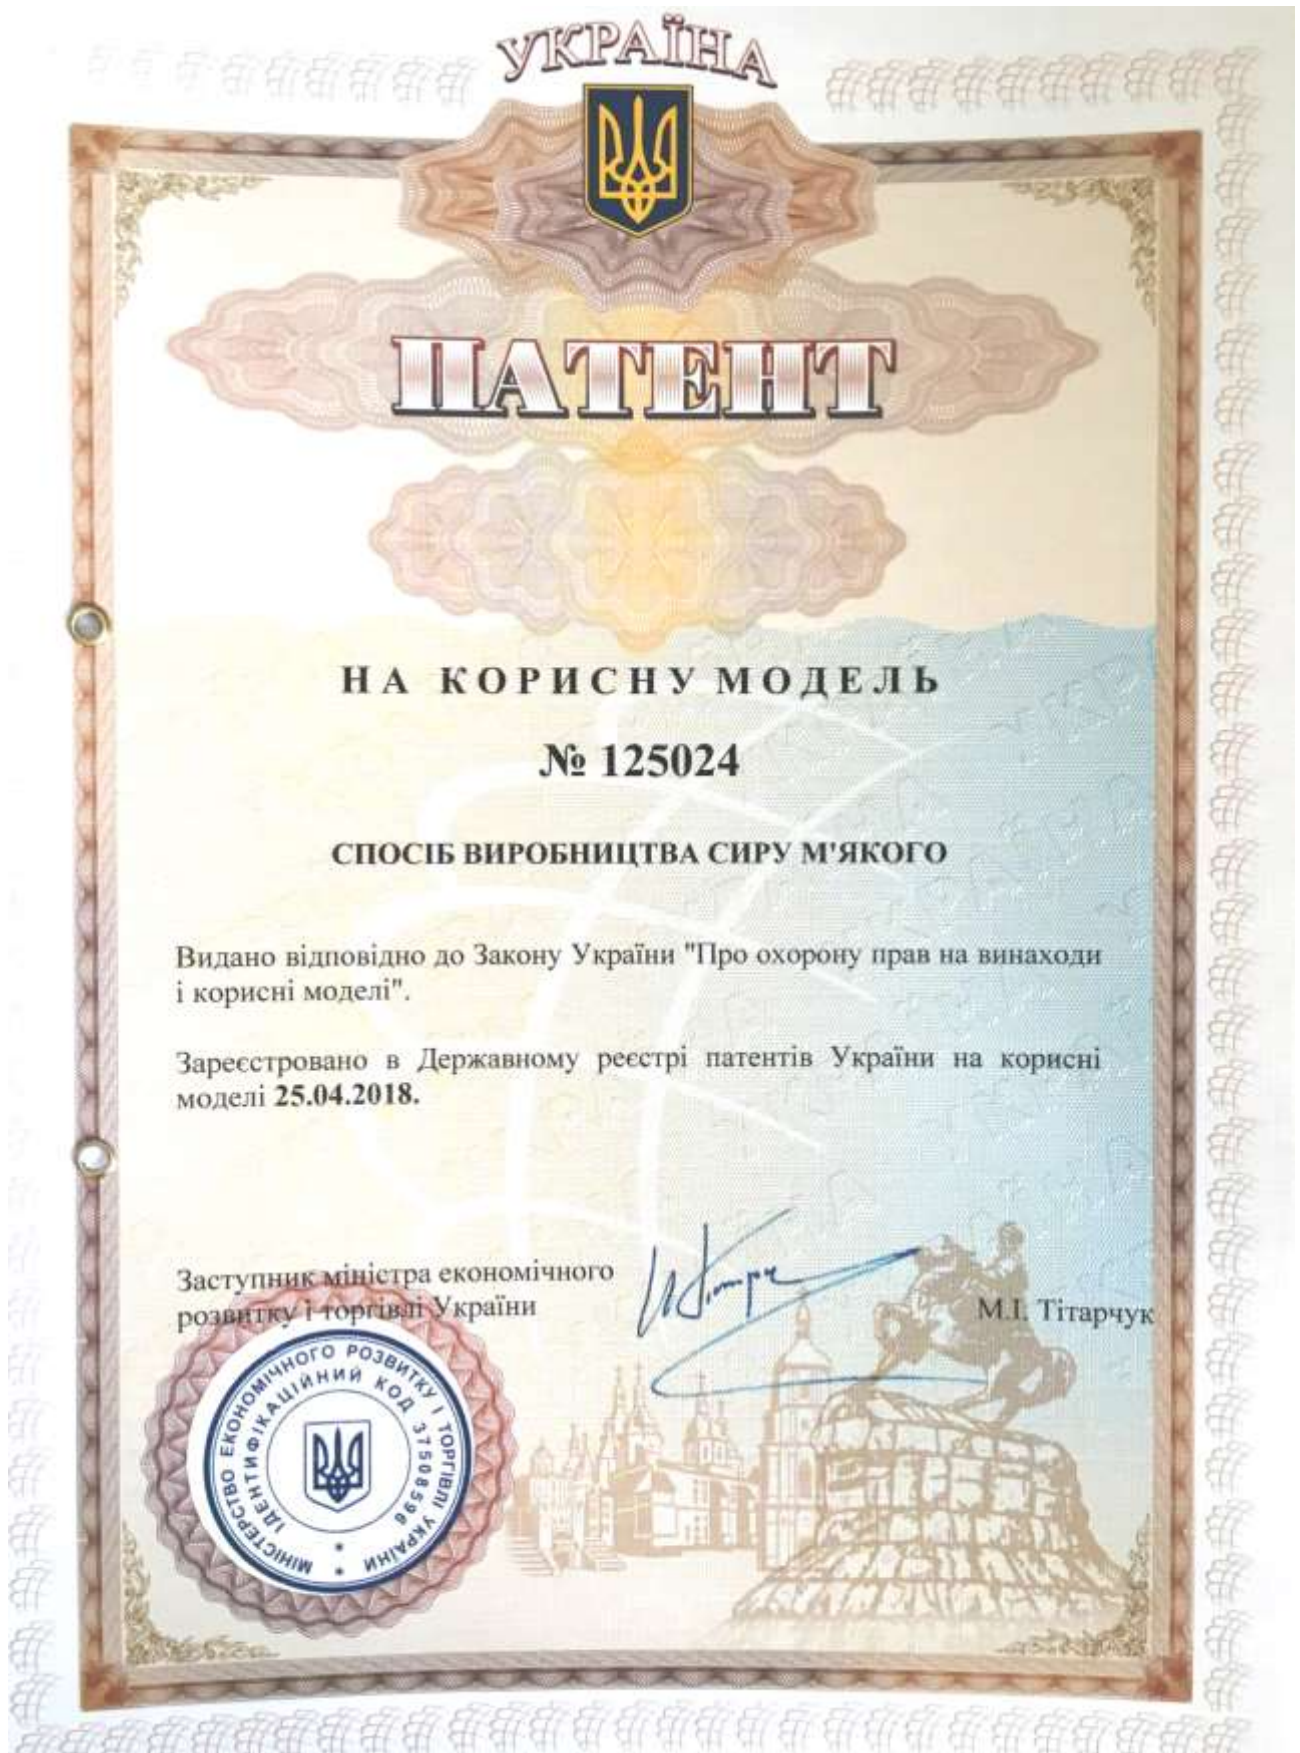 УКРАЇНА
ПАТЕНТ
НА КОРИСНУ МОДЕЛЬ
№ 125024
СПОСІБ ВИРОБНИЦТВА СИРУ М'ЯКОГО
Видано відповідно до Закону України "Про охорону прав на винаходи
і корисні моделі".
Зареєстровано в Державному реєстрі патентів України на корисні
моделі 25.04.2018.
Заступник міністра економічного
розвитку і торгівлі України
М.І. Тітарчук
МІНІСТЕРСТВО ЕКОНОМІЧНОГО РОЗВИТКУ І ТОРГІВЛІ УКРАЇНИ *
ІДЕНТИФІКАЦІЙНИЙ КОД 37508596 *